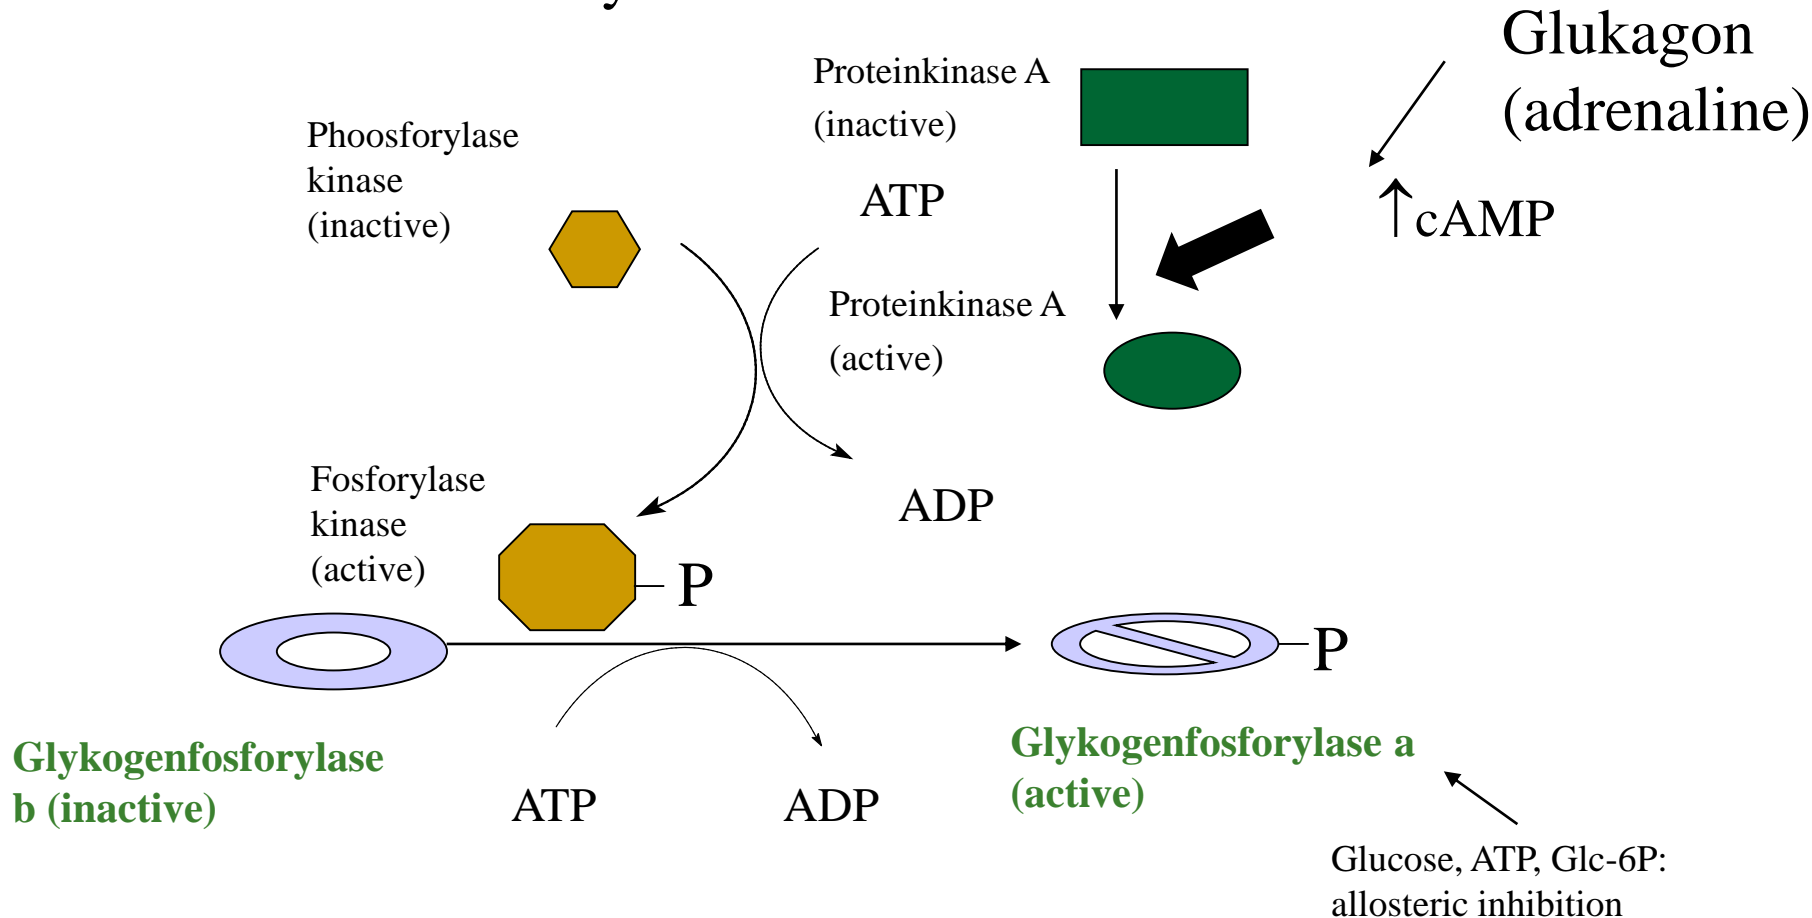 Glukagon
(adrenaline)
Proteinkinase A
(inactive)
Phoosforylase
kinase
(inactive)
ATP
↑cAMP
Proteinkinase A
(active)
Fosforylase
kinase
(active)
ADP
P
P
Glykogenfosforylase
b (inactive)
Glykogenfosforylase a
(active)
ATP
ADP
Glucose, ATP, Glc-6P:
allosteric inhibition